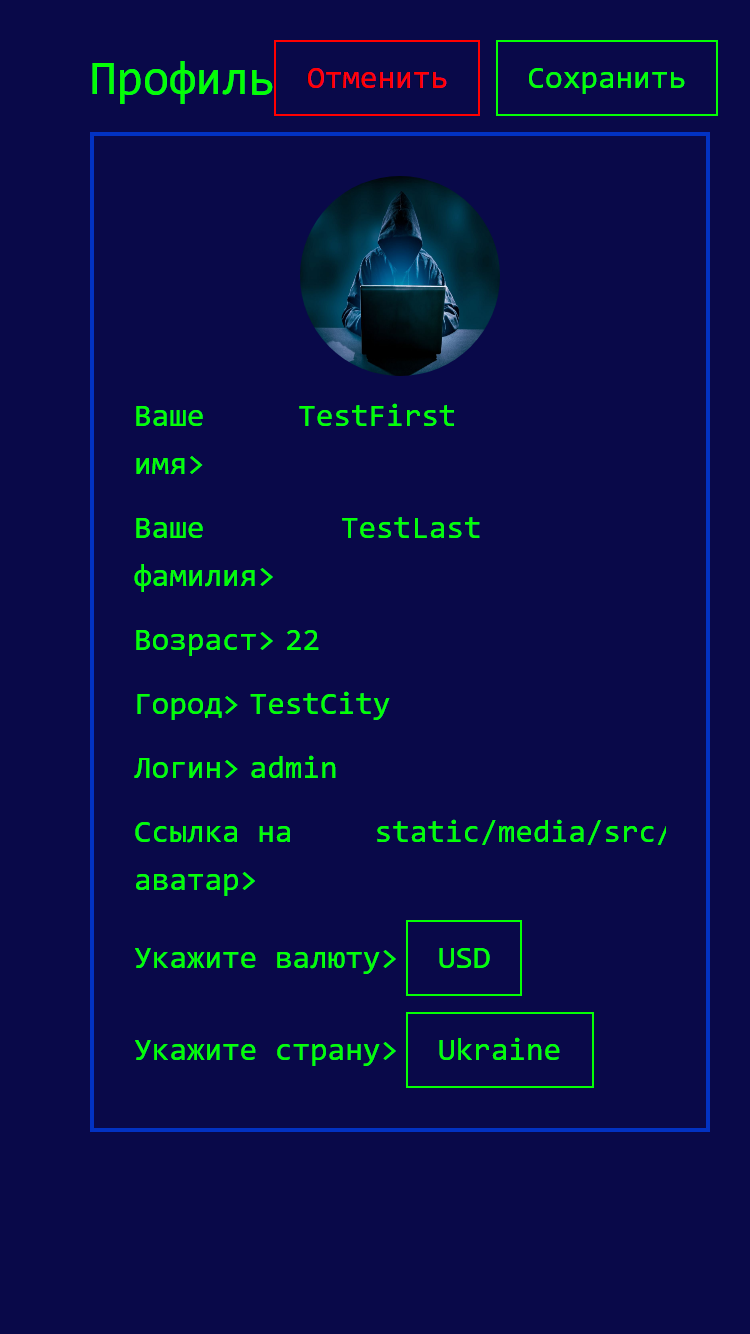 Профиль Отменить Сохранить
Ваше TestFirst
имя>
Ваше TestLast
фамилия>
Возраст> 22
Город> TestCity
Логин> admin
Ссылка на static/media/src/
аватар>
Укажите валюту> USD
Укажите страну> Ukraine